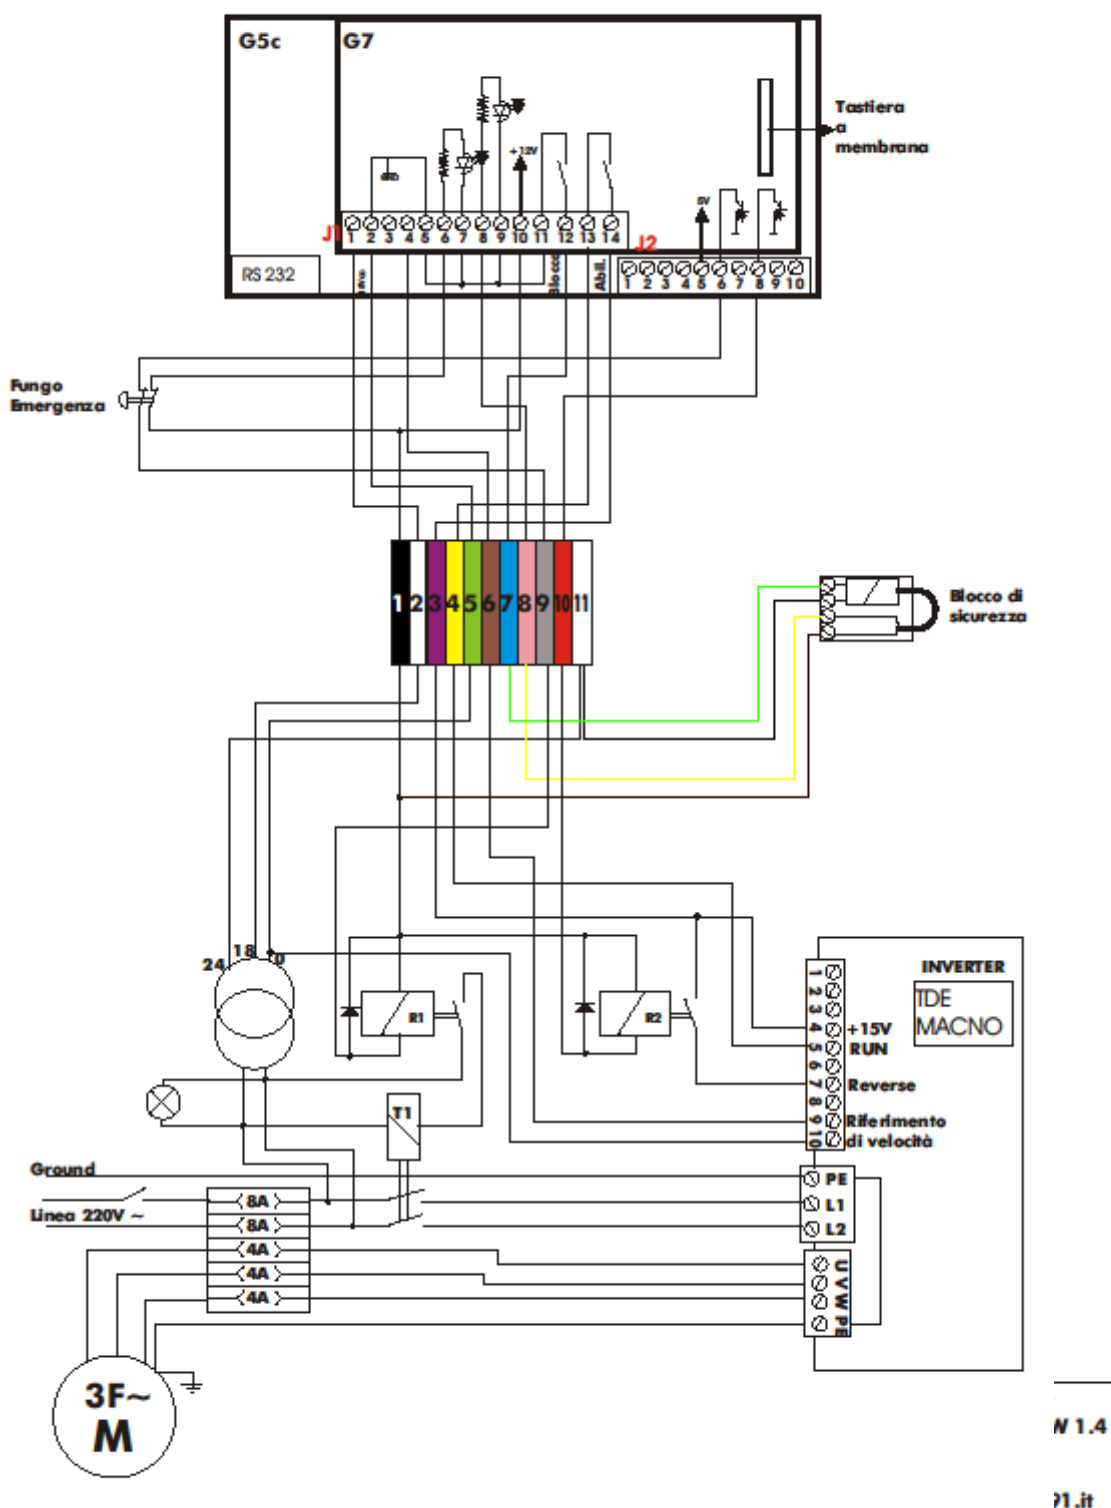 G5c
G7
Tastiera
a
membrana
+12V
5V
J1
1 2 3 4 5 6 7 8 9 10 11 12 13 14
J2
RS 232
Blocco
Abil.
1 2 3 4 5 6 7 8 9 10
Fungo
Emergenza
1 2 3 4 5 6 7 8 9 10 11
Blocco di
sicurezza
24 18 0
R1
R2
INVERTER
TDE
MACNO
1
2
3
4 +15V
5 RUN
6
7 Reverse
8
9 Riferimento
10 di velocità
T1
Ground
PE
8A
L1
Linea 220V ~
8A
L2
4A
U
4A
V
4A
W
PE
3F~
M
W 1.4
91.it